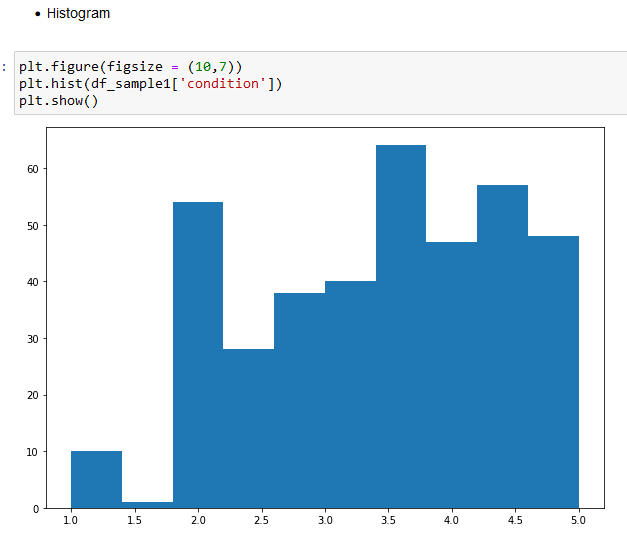 • Histogram
:
plt.figure(figsize = (10,7))
plt.hist(df_sample1['condition'])
plt.show()
60
50
40
30
20
10
0
1.0 1.5 2.0 2.5 3.0 3.5 4.0 4.5 5.0